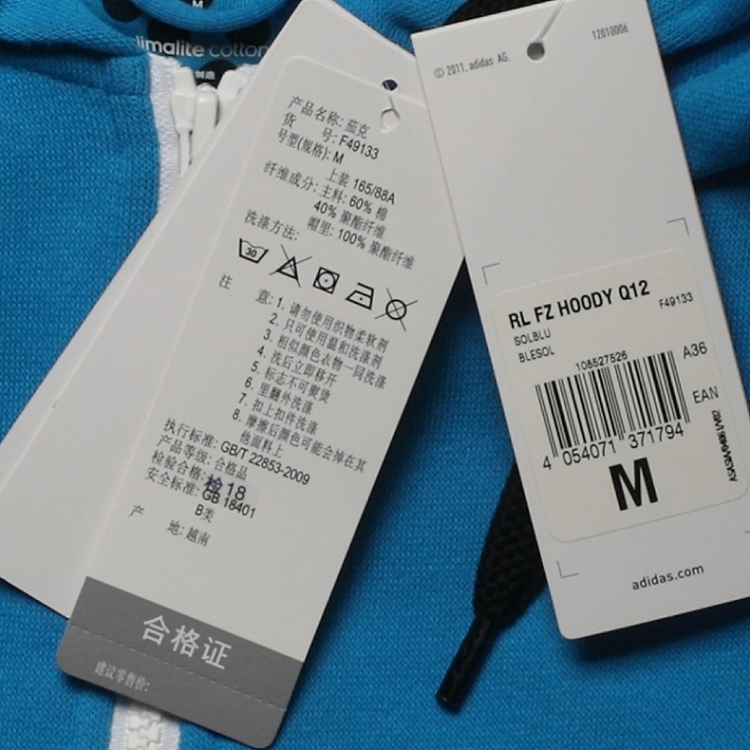 M
limalite cotton
制造
产品名称: 茄克
货 号: F49133
号型(规格): M
上装 165/88A
纤维成分: 主料: 60% 棉
40% 聚酯纤维
帽里: 100% 聚酯纤维
洗涤方法:
30
注 意: 1. 请勿使用织物柔软剂
2. 只可使用温和洗涤剂
3. 相似颜色衣物一同洗涤
4. 洗后立即移开
5. 标志不可熨烫
6. 里翻外洗涤
7. 扣上扣件洗涤
8. 摩擦后颜色可能会掉在其
他面料上
执行标准: GB/T 22853-2009
产品等级: 合格品
检验合格: 检18
安全标准: GB 18401
B类
产 地: 越南
合格证
建议零售价:
© 2011, adidas AG.
12010006
RL FZ HOODY Q12
F49133
SOLBLU
BLESOL
A36
108527526
EAN
4 054071 371794
M
adidas.com